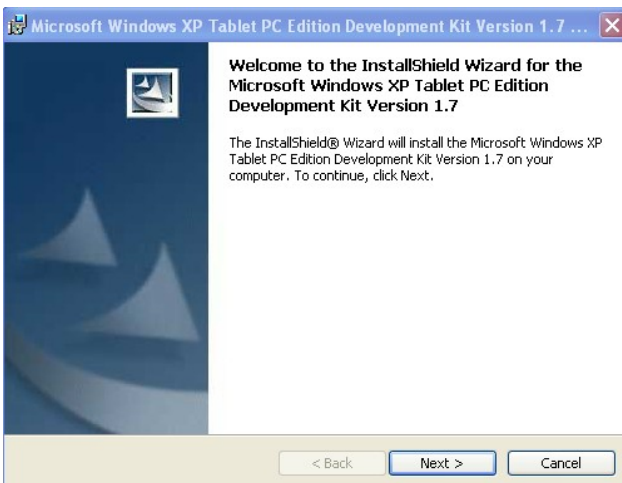 Microsoft Windows XP Tablet PC Edition Development Kit Version 1.7 ...
Welcome to the InstallShield Wizard for the
Microsoft Windows XP Tablet PC Edition
Development Kit Version 1.7
The InstallShield® Wizard will install the Microsoft Windows XP
Tablet PC Edition Development Kit Version 1.7 on your
computer. To continue, click Next.
< Back Next > Cancel